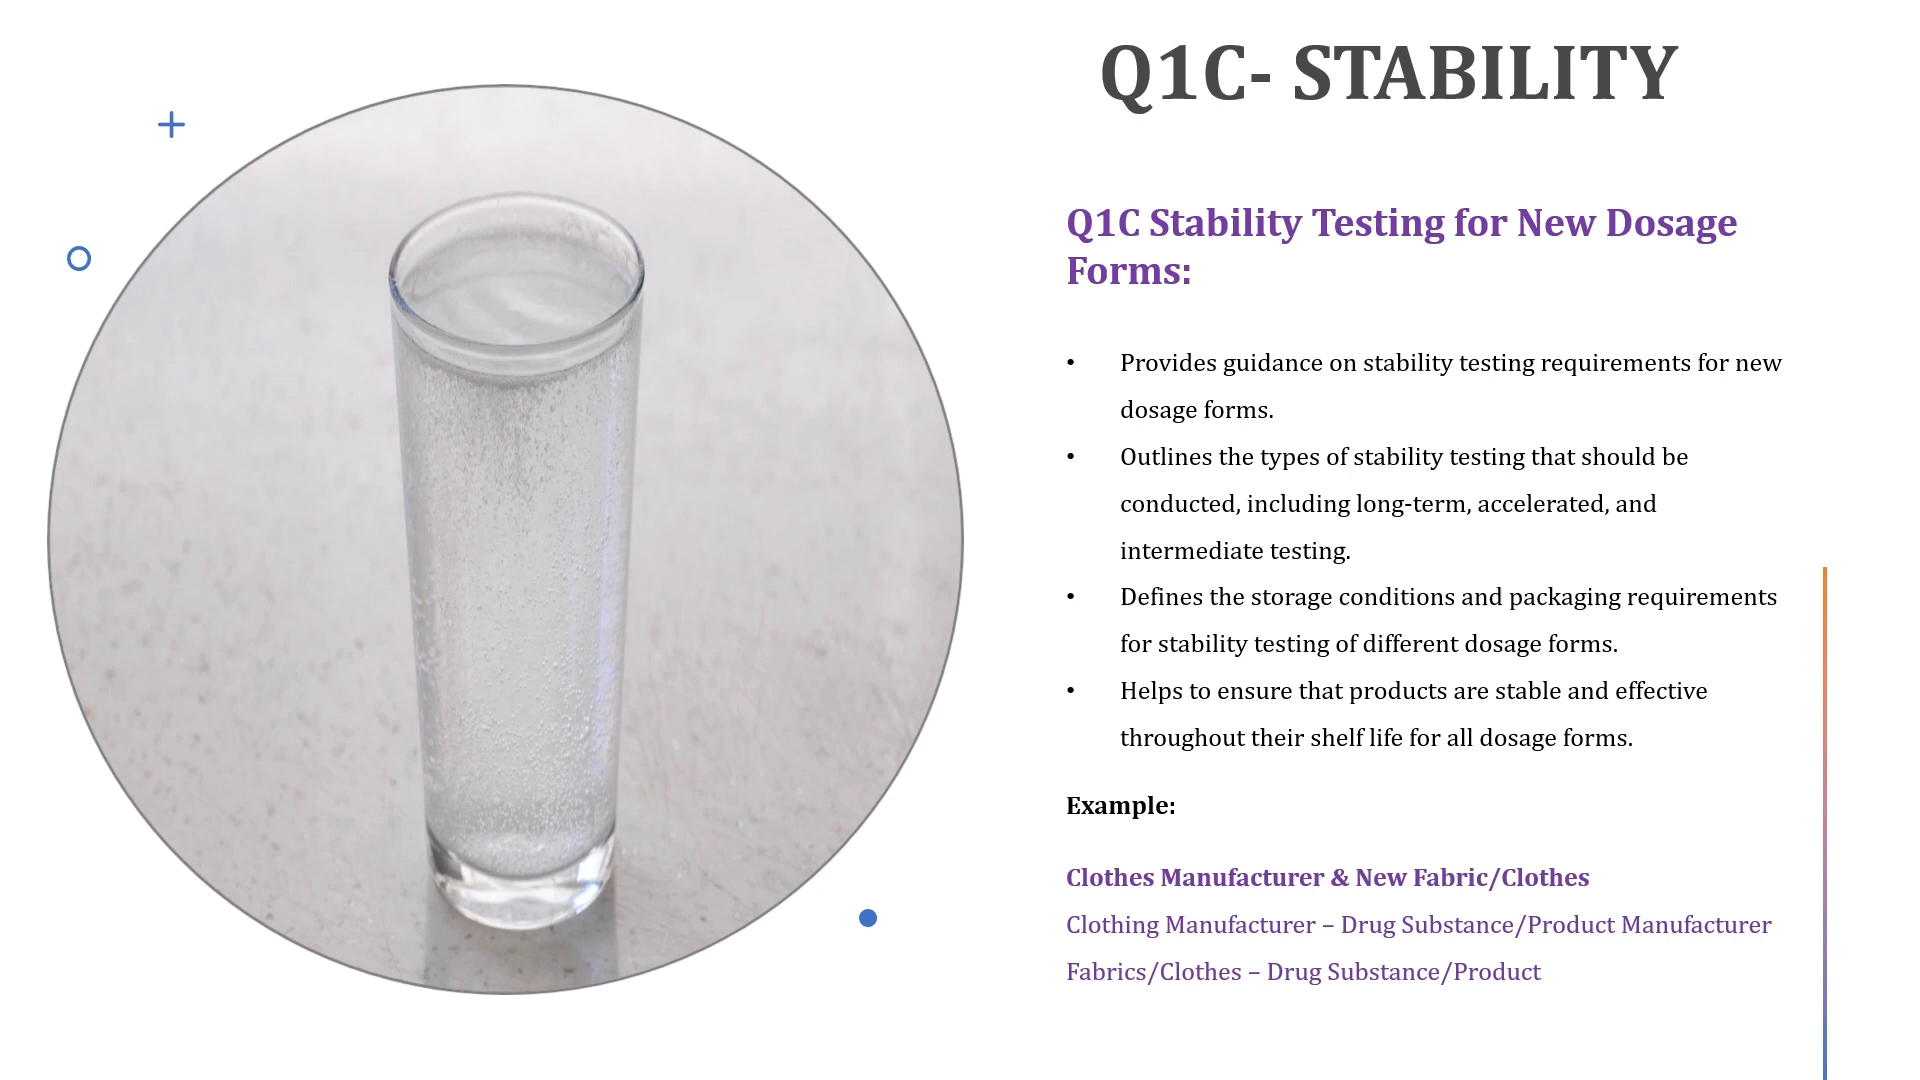 Q1C- STABILITY
Q1C Stability Testing for New Dosage
Forms:
• Provides guidance on stability testing requirements for new
dosage forms.
• Outlines the types of stability testing that should be
conducted, including long-term, accelerated, and
intermediate testing.
• Defines the storage conditions and packaging requirements
for stability testing of different dosage forms.
• Helps to ensure that products are stable and effective
throughout their shelf life for all dosage forms.
Example:
Clothes Manufacturer & New Fabric/Clothes
Clothing Manufacturer – Drug Substance/Product Manufacturer
Fabrics/Clothes – Drug Substance/Product